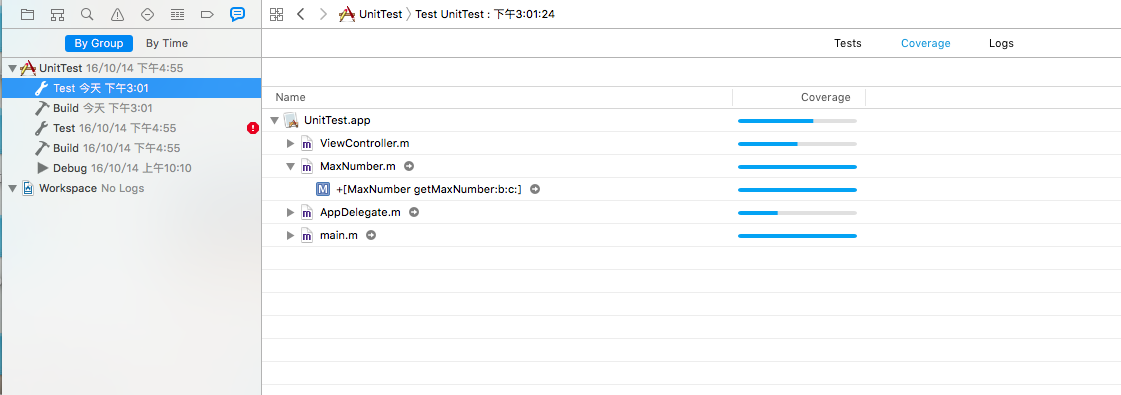 UnitTest 〉 Test UnitTest : 下午3:01:24
By Group By Time
Tests Coverage Logs
UnitTest 16/10/14 下午4:55
Test 今天 下午3:01
Build 今天 下午3:01
Test 16/10/14 下午4:55
Build 16/10/14 下午4:55
Debug 16/10/14 上午10:10
Workspace No Logs
Name Coverage
UnitTest.app
m ViewController.m
m MaxNumber.m
M +[MaxNumber getMaxNumber:b:c:]
m AppDelegate.m
m main.m